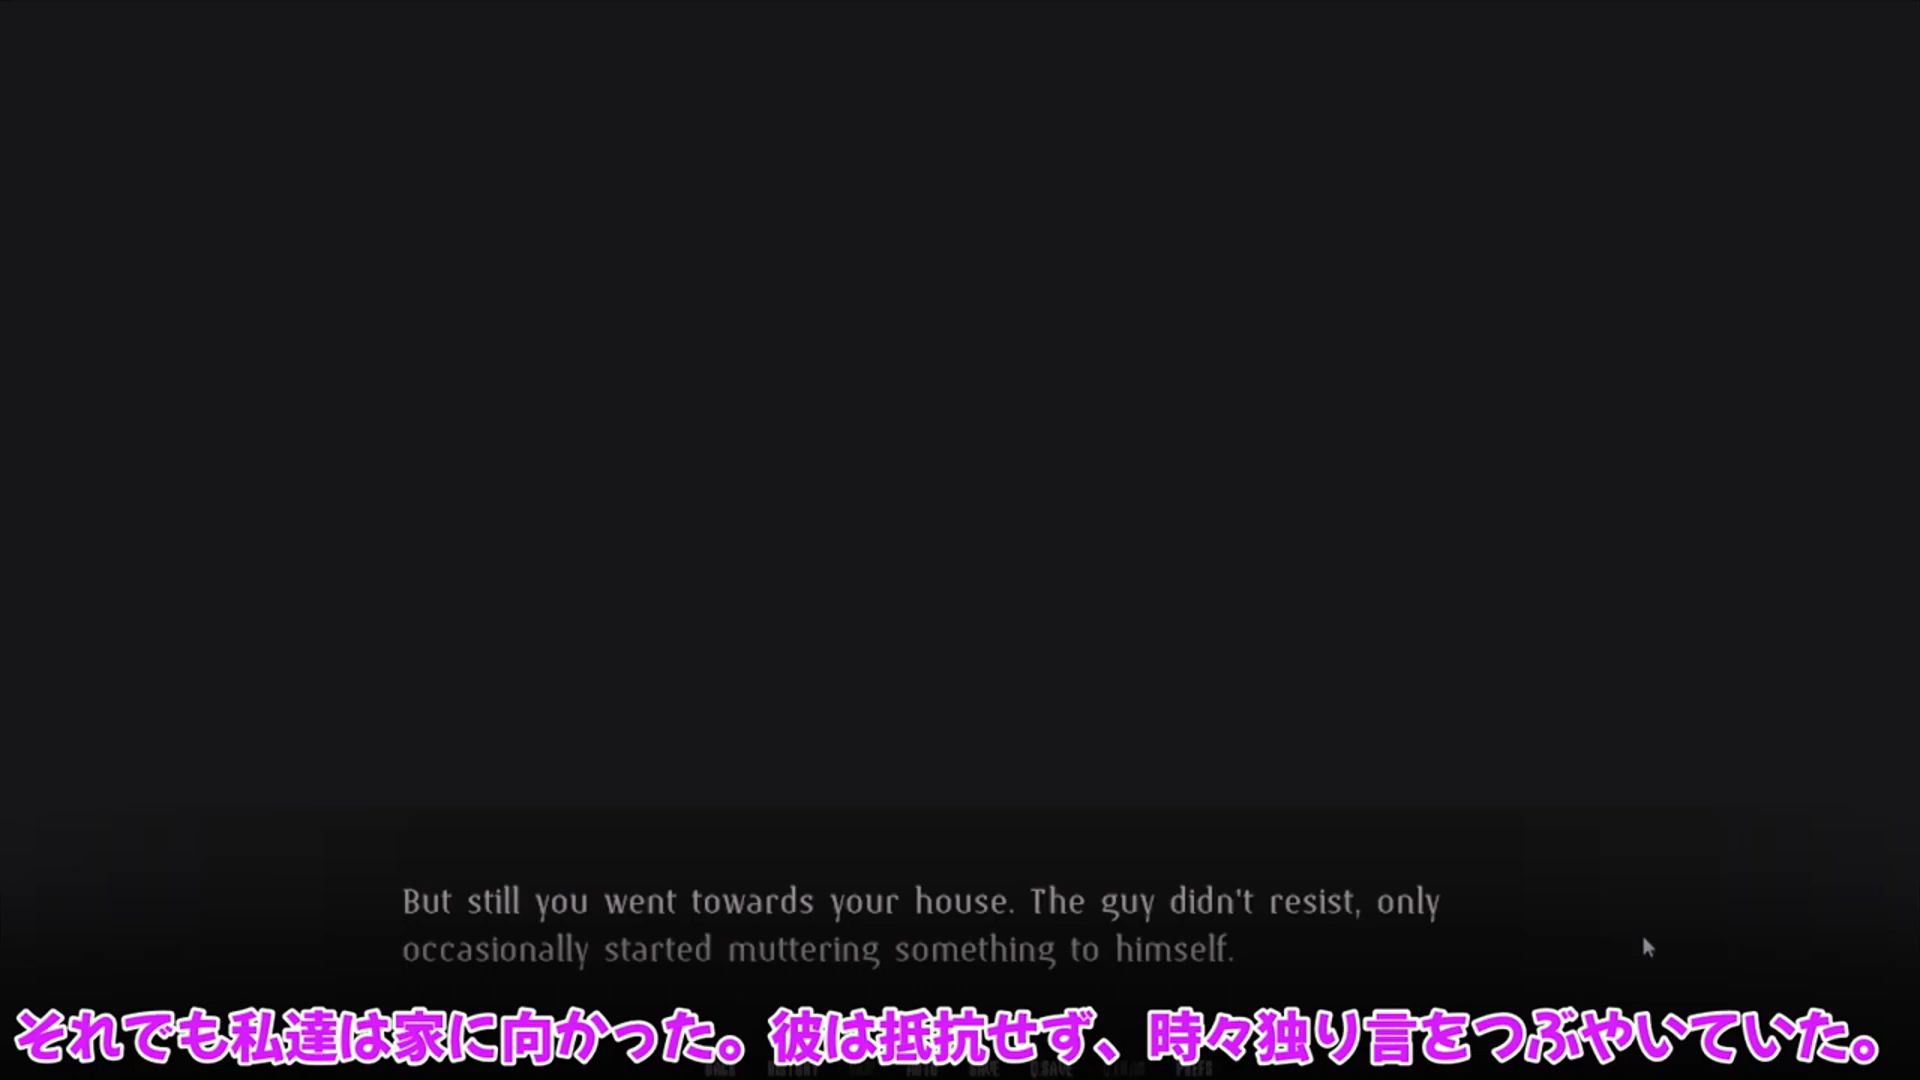 But still you went towards your house. The guy didn't resist, only
occasionally started muttering something to himself.
それでも私達は家に向かった。彼は抵抗せず、時々独り言をつぶやいていた。